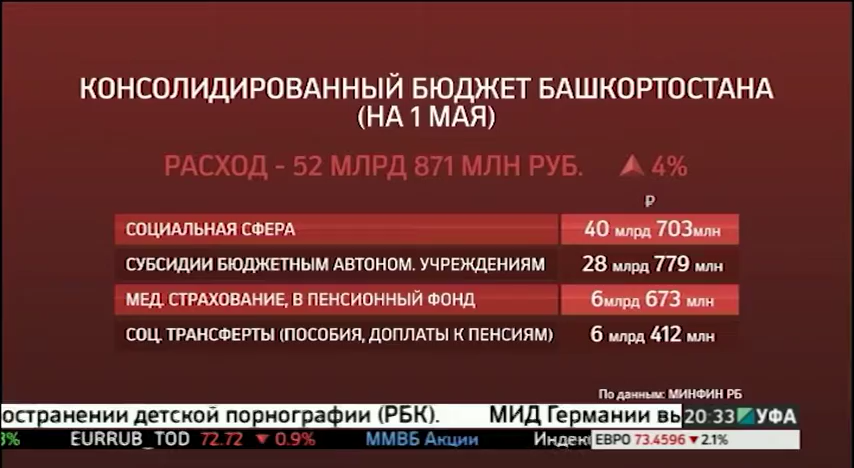 КОНСОЛИДИРОВАННЫЙ БЮДЖЕТ БАШКОРТОСТАНА
(НА 1 МАЯ)
РАСХОД - 52 МЛРД 871 МЛН РУБ. 4%
₽
СОЦИАЛЬНАЯ СФЕРА 40 млрд 703млн
СУБСИДИИ БЮДЖЕТНЫМ АВТОНОМ. УЧРЕЖДЕНИЯМ 28 млрд 779 млн
МЕД. СТРАХОВАНИЕ, В ПЕНСИОННЫЙ ФОНД 6млрд 673 млн
СОЦ. ТРАНСФЕРТЫ (ПОСОБИЯ, ДОПЛАТЫ К ПЕНСИЯМ) 6 млрд 412 млн
По данным: МИНФИН РБ
остранении детской порнографии (РБК). МИД Германии вы 20:33 УФА
3% EURRUB_TOD 72.72 ▼ 0.9% ММВБ Акции Индек ЕВРО 73.4596 ▼ 2.1%